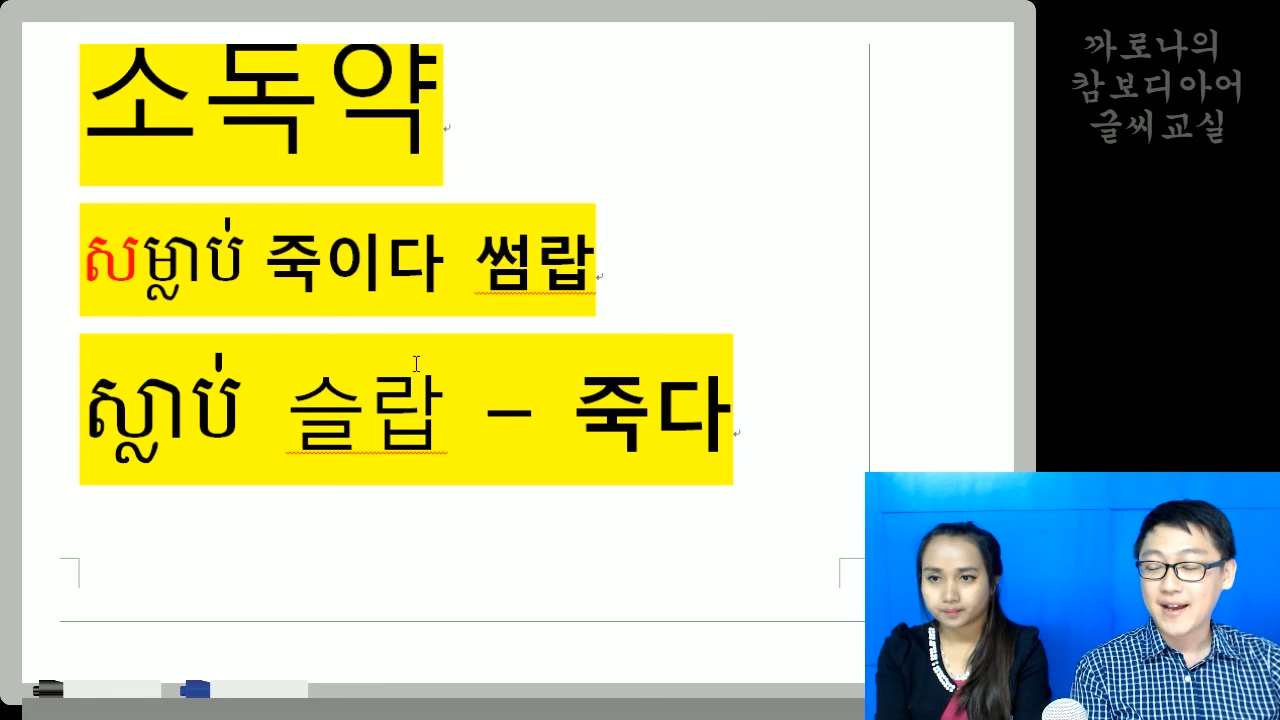 소독약
សម្លាប់ 죽이다 썸랍
ស្លាប់ 슬랍 – 죽다
까로나의
캄보디아어
글씨교실